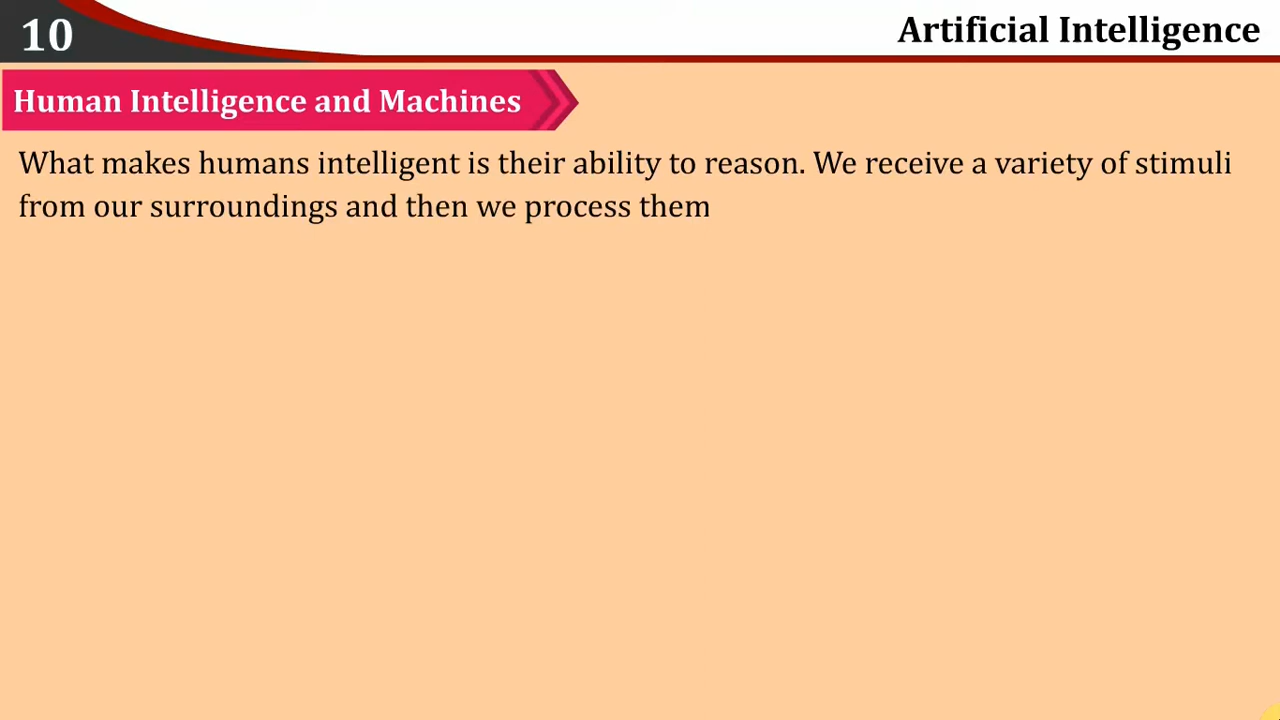 10
Artificial Intelligence
Human Intelligence and Machines
What makes humans intelligent is their ability to reason. We receive a variety of stimuli
from our surroundings and then we process them